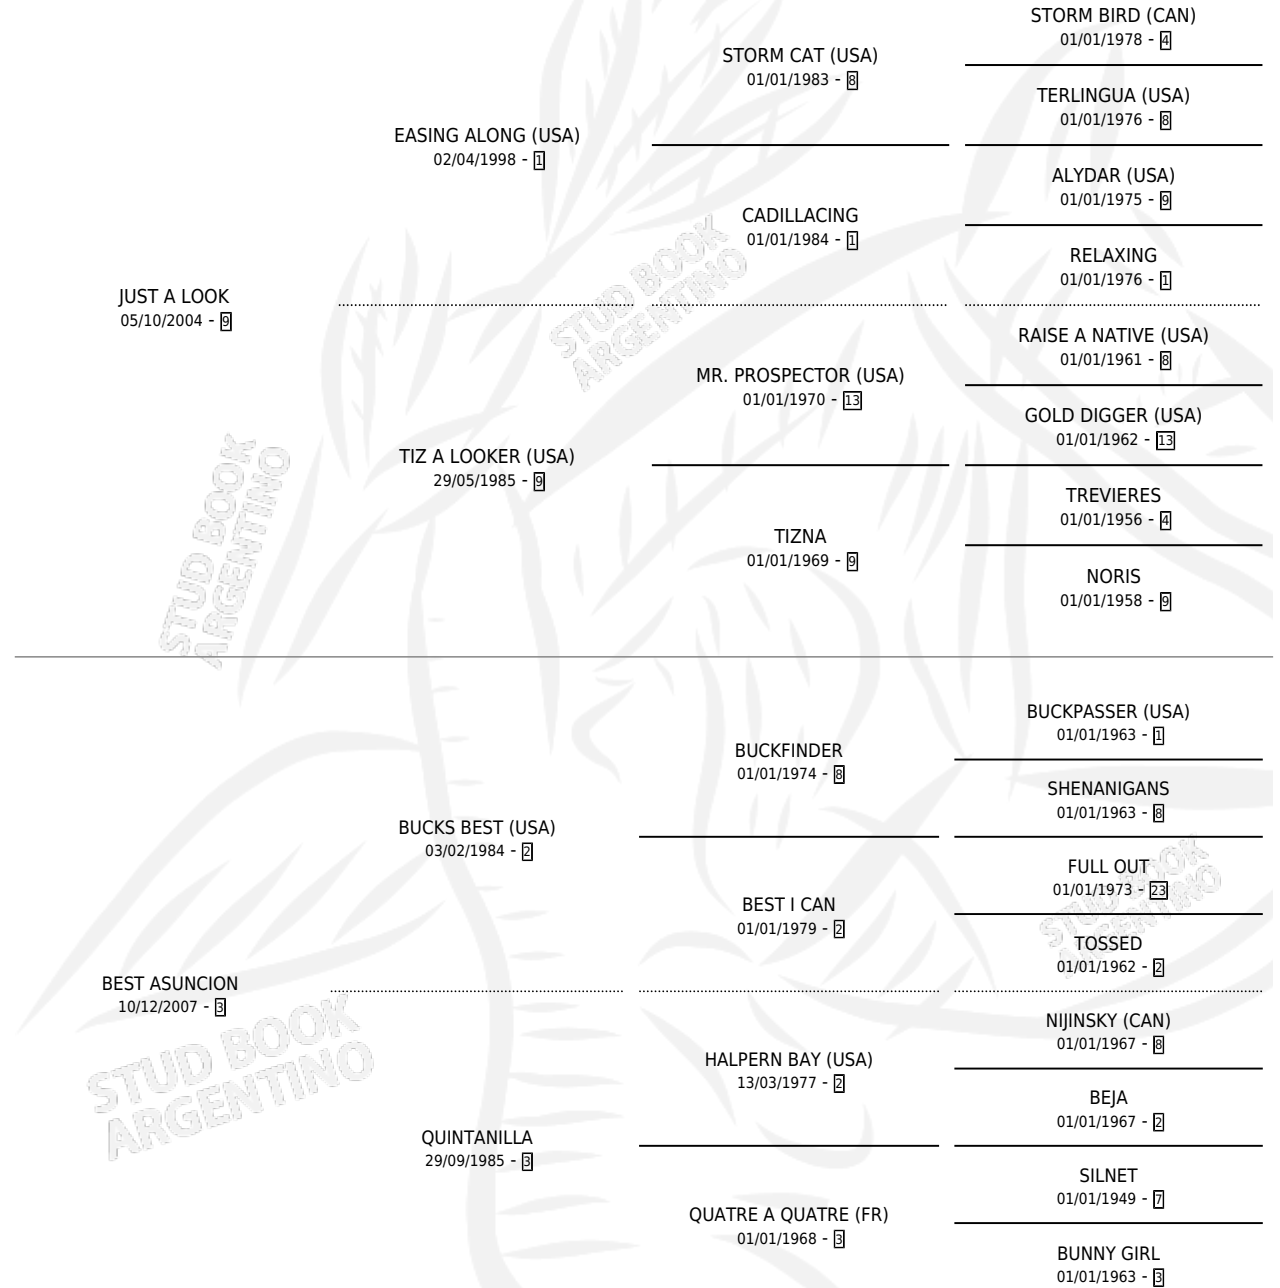 STORM BIRD (CAN)
01/01/1978 - 4
STORM CAT (USA)
01/01/1983 - 8
TERLINGUA (USA)
01/01/1976 - 8
EASING ALONG (USA)
02/04/1998 - 1
ALYDAR (USA)
01/01/1975 - 9
CADILLACING
01/01/1984 - 1
RELAXING
01/01/1976 - 1
JUST A LOOK
05/10/2004 - 9
STUD BOOK
ARGENTINO
RAISE A NATIVE (USA)
01/01/1961 - 8
MR. PROSPECTOR (USA)
01/01/1970 - 13
GOLD DIGGER (USA)
01/01/1962 - 13
TIZ A LOOKER (USA)
29/05/1985 - 9
TREVIERES
01/01/1956 - 4
TIZNA
01/01/1969 - 9
NORIS
01/01/1958 - 9
STUD BOOK
ARGENTINO
BUCKPASSER (USA)
01/01/1963 - 1
BUCKFINDER
01/01/1974 - 8
SHENANIGANS
01/01/1963 - 8
BUCKS BEST (USA)
03/02/1984 - 2
FULL OUT
01/01/1973 - 23
BEST I CAN
01/01/1979 - 2
TOSSED
01/01/1962 - 2
STUD BOOK
ARGENTINO
BEST ASUNCION
10/12/2007 - 3
NIJINSKY (CAN)
01/01/1967 - 8
HALPERN BAY (USA)
13/03/1977 - 2
BEJA
01/01/1967 - 2
STUD BOOK
ARGENTINO
QUINTANILLA
29/09/1985 - 3
SILNET
01/01/1949 - 7
QUATRE A QUATRE (FR)
01/01/1968 - 3
BUNNY GIRL
01/01/1963 - 3